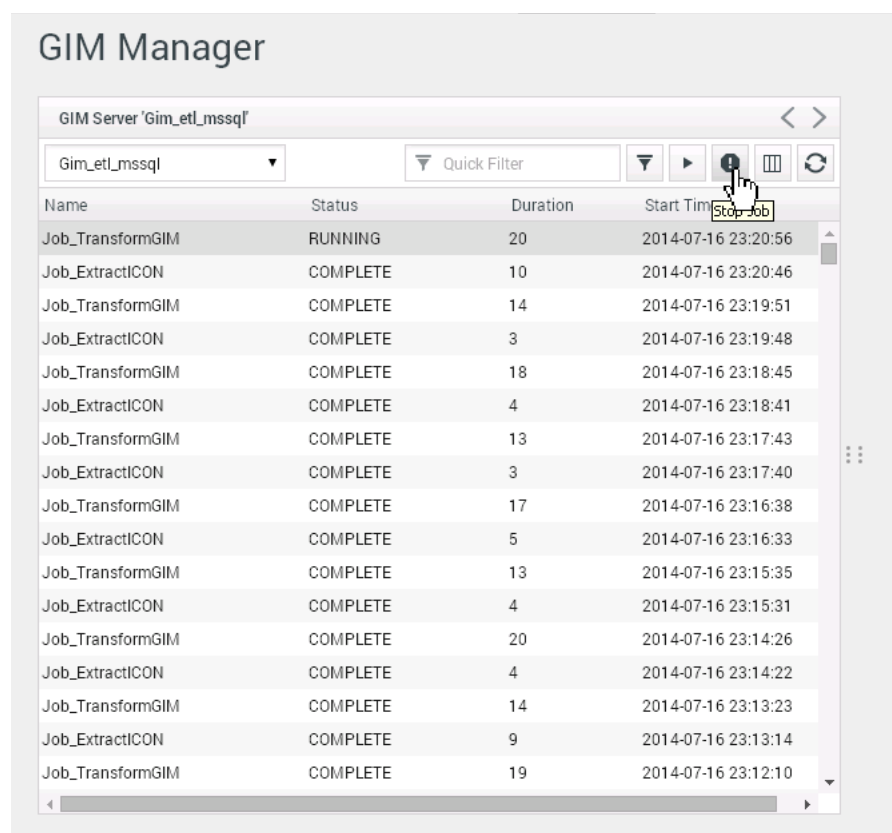 GIM Manager
GIM Server 'Gim_etl_mssql'
Gim_etl_mssql Quick Filter
Name Status Duration Start Tim
Stop Job
Job_TransformGIM RUNNING 20 2014-07-16 23:20:56
Job_ExtractICON COMPLETE 10 2014-07-16 23:20:46
Job_TransformGIM COMPLETE 14 2014-07-16 23:19:51
Job_ExtractICON COMPLETE 3 2014-07-16 23:19:48
Job_TransformGIM COMPLETE 18 2014-07-16 23:18:45
Job_ExtractICON COMPLETE 4 2014-07-16 23:18:41
Job_TransformGIM COMPLETE 13 2014-07-16 23:17:43
Job_ExtractICON COMPLETE 3 2014-07-16 23:17:40
Job_TransformGIM COMPLETE 17 2014-07-16 23:16:38
Job_ExtractICON COMPLETE 5 2014-07-16 23:16:33
Job_TransformGIM COMPLETE 13 2014-07-16 23:15:35
Job_ExtractICON COMPLETE 4 2014-07-16 23:15:31
Job_TransformGIM COMPLETE 20 2014-07-16 23:14:26
Job_ExtractICON COMPLETE 4 2014-07-16 23:14:22
Job_TransformGIM COMPLETE 14 2014-07-16 23:13:23
Job_ExtractICON COMPLETE 9 2014-07-16 23:13:14
Job_TransformGIM COMPLETE 19 2014-07-16 23:12:10